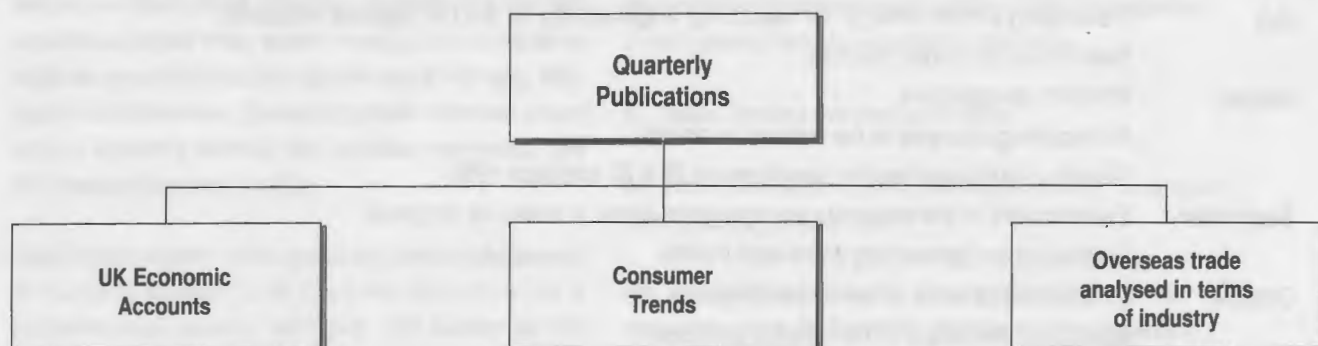 Quarterly
Publications
UK Economic
Accounts
Consumer
Trends
Overseas trade
analysed in terms
of industry